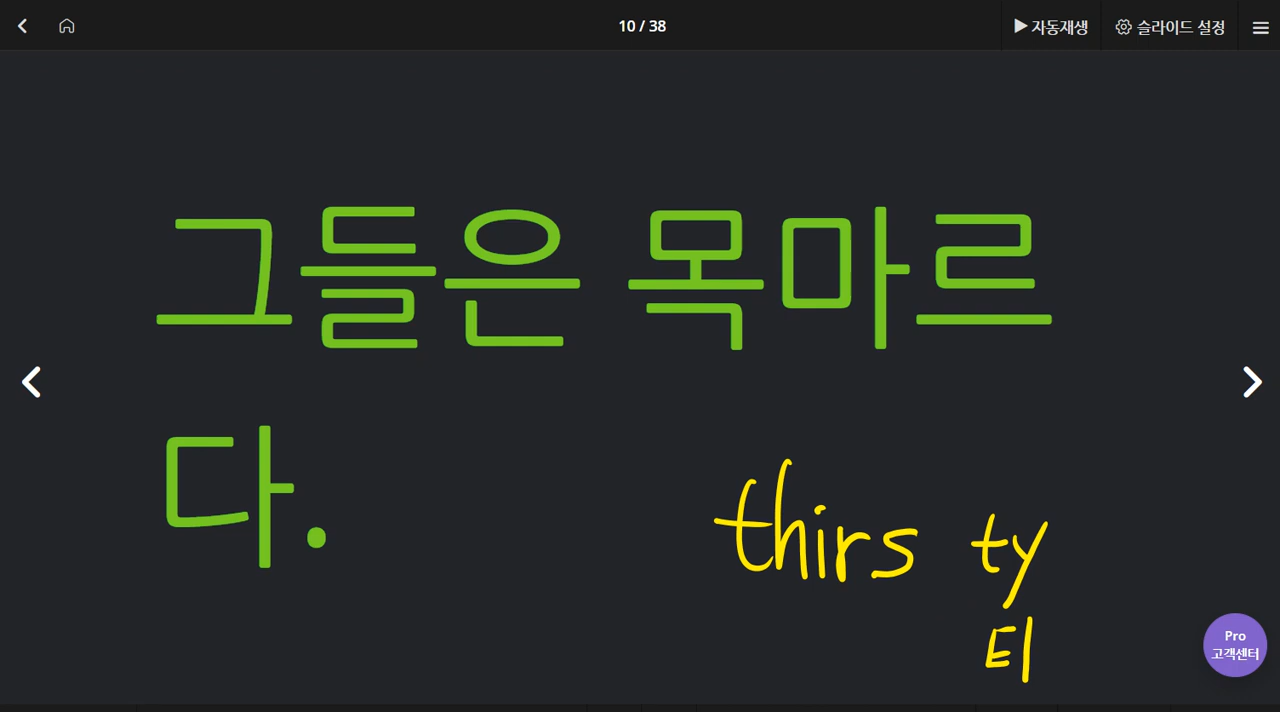 10 / 38
▶ 자동재생
슬라이드 설정
그들은 목마르
다.
thirs ty
티
Pro
고객센터